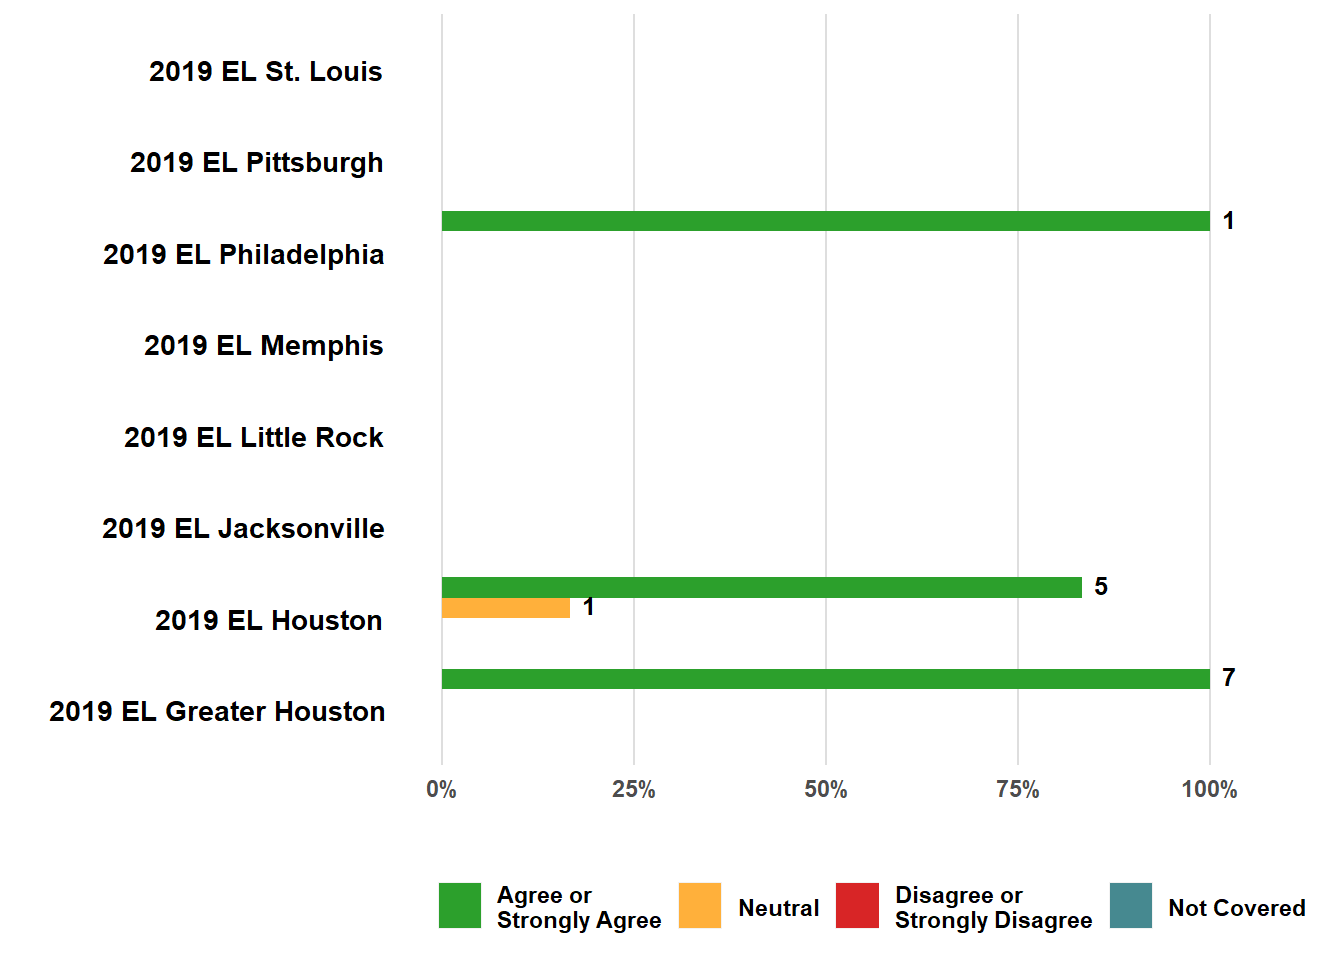 2019 EL St. Louis
2019 EL Pittsburgh
1
2019 EL Philadelphia
2019 EL Memphis
2019 EL Little Rock
2019 EL Jacksonville
5
1
2019 EL Houston
7
2019 EL Greater Houston
0% 25% 50% 75% 100%
Agree or
Strongly Agree
Neutral
Disagree or
Strongly Disagree
Not Covered